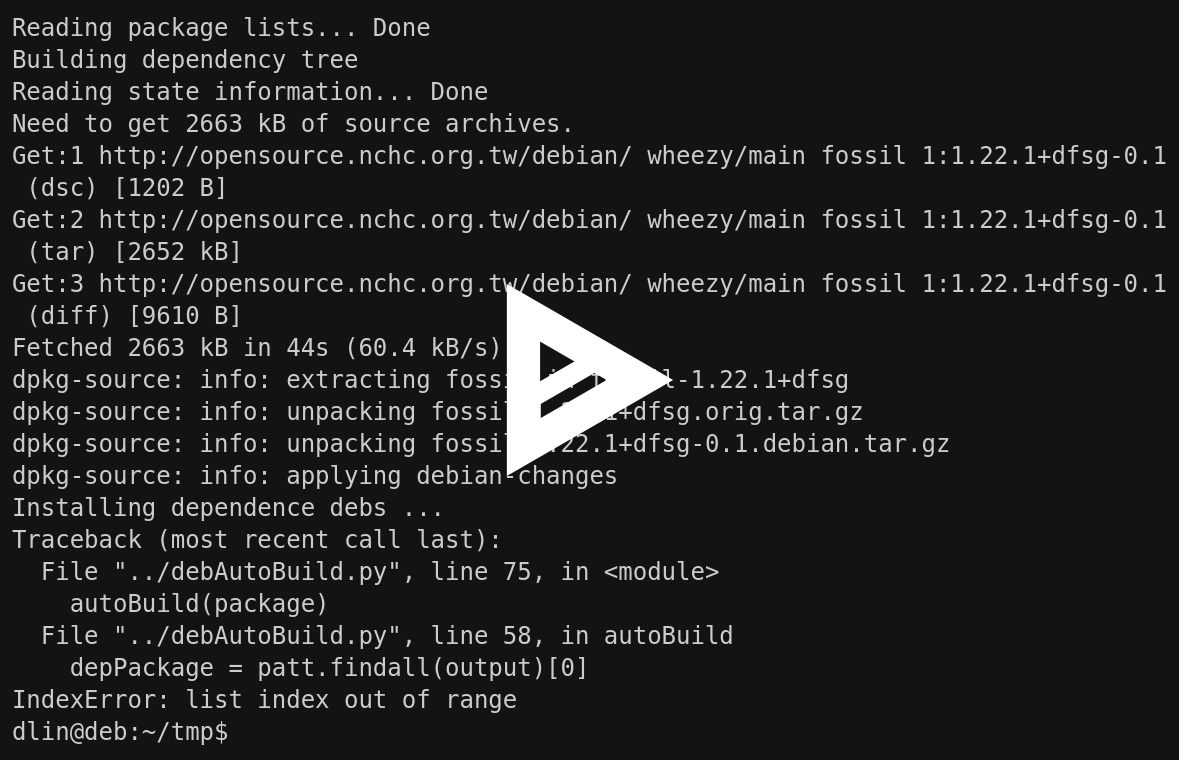 Reading package lists... Done
Building dependency tree
Reading state information... Done
Need to get 2663 kB of source archives.
Get:1 http://opensource.nchc.org.tw/debian/ wheezy/main fossil 1:1.22.1+dfsg-0.1
(dsc) [1202 B]
Get:2 http://opensource.nchc.org.tw/debian/ wheezy/main fossil 1:1.22.1+dfsg-0.1
(tar) [2652 kB]
Get:3 http://opensource.nchc.org.tw/debian/ wheezy/main fossil 1:1.22.1+dfsg-0.1
(diff) [9610 B]
Fetched 2663 kB in 44s (60.4 kB/s)
dpkg-source: info: extracting -1.22.1+dfsg
dpkg-source: info: unpacking +dfsg.orig.tar.gz
dpkg-source: info: unpacking 22.1+dfsg-0.1.debian.tar.gz
dpkg-source: info: applying debian-changes
Installing dependence debs ...
Traceback (most recent call last):
File "../debAutoBuild.py", line 75, in <module>
autoBuild(package)
File "../debAutoBuild.py", line 58, in autoBuild
depPackage = patt.findall(output)[0]
IndexError: list index out of range
dlin@deb:~/tmp$